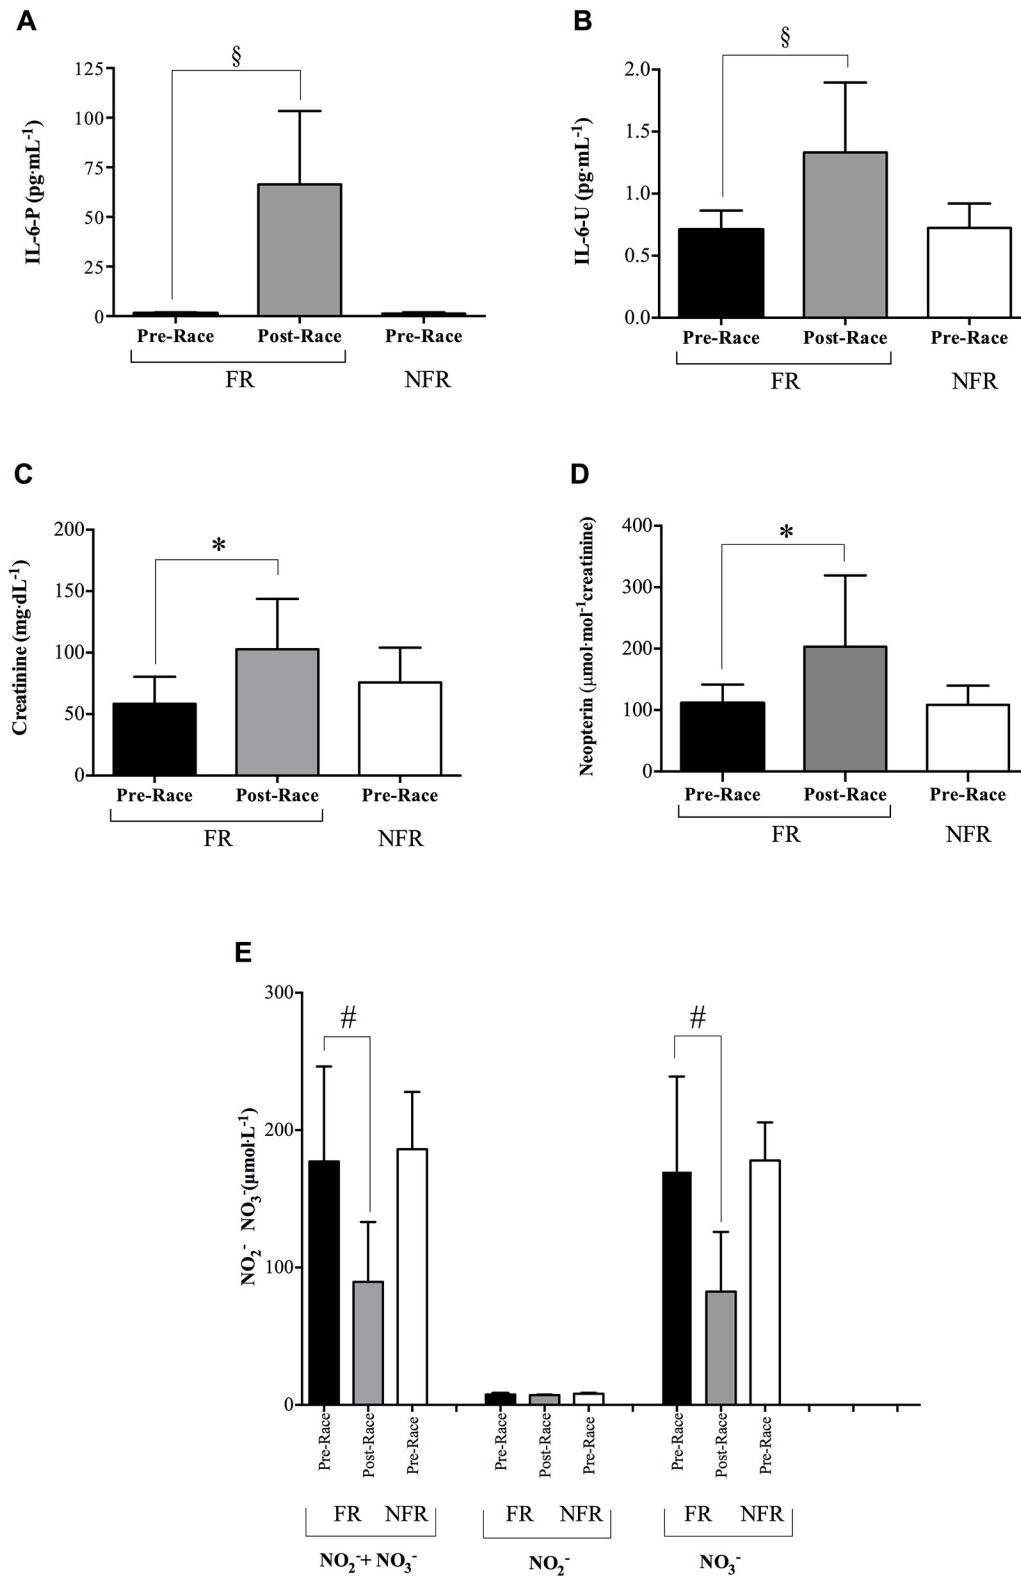 A
§
125
100
75
50
25
0
IL-6-P (pg·mL⁻¹)
Pre-Race Post-Race Pre-Race
FR NFR
B
§
2.0
1.5
1.0
0.5
0.0
IL-6-U (pg·mL⁻¹)
Pre-Race Post-Race Pre-Race
FR NFR
C
*
200
150
100
50
0
Creatinine (mg·dL⁻¹)
Pre-Race Post-Race Pre-Race
FR NFR
D
*
400
300
200
100
0
Neopterin (µmol·mol⁻¹creatinine)
Pre-Race Post-Race Pre-Race
FR NFR
E
# #
300
200
100
0
NO₂⁻ NO₃⁻(µmol·L⁻¹)
Pre-Race Post-Race Pre-Race Pre-Race Post-Race Pre-Race Pre-Race Post-Race Pre-Race
FR NFR FR NFR FR NFR
NO₂⁻+ NO₃⁻ NO₂⁻ NO₃⁻